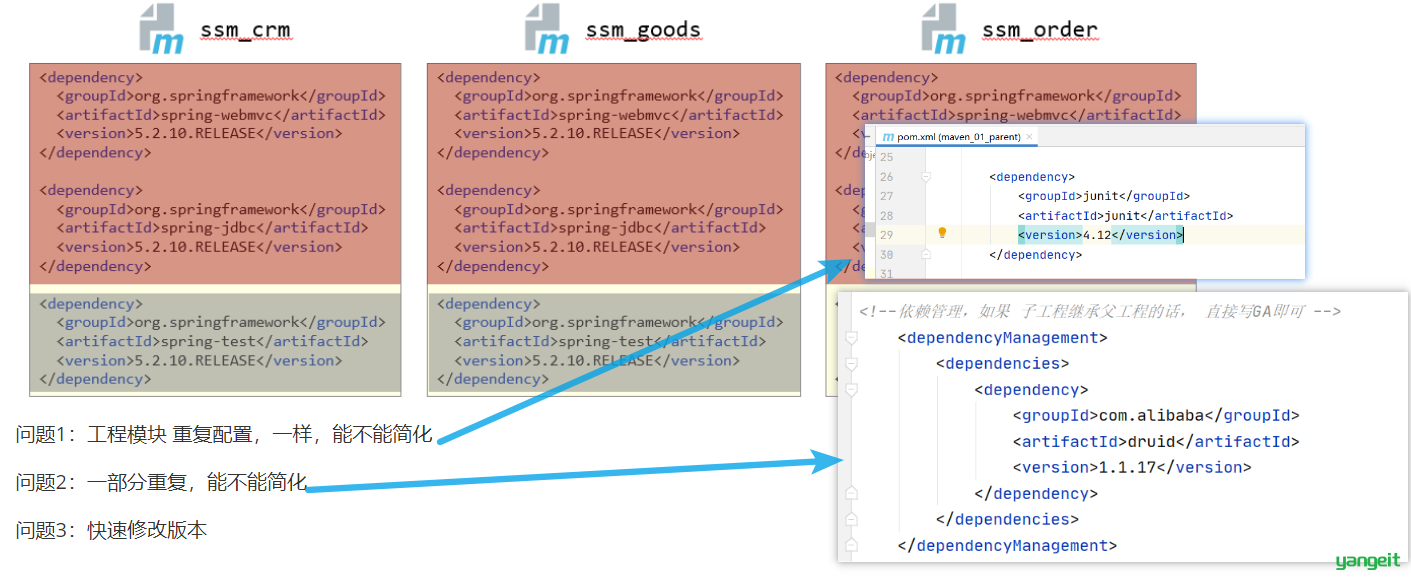 ssm_crm
<dependency>
<groupId>org.springframework</groupId>
<artifactId>spring-webmvc</artifactId>
<version>5.2.10.RELEASE</version>
</dependency>
<dependency>
<groupId>org.springframework</groupId>
<artifactId>spring-jdbc</artifactId>
<version>5.2.10.RELEASE</version>
</dependency>
<dependency>
<groupId>org.springframework</groupId>
<artifactId>spring-test</artifactId>
<version>5.2.10.RELEASE</version>
</dependency>
ssm_goods
<dependency>
<groupId>org.springframework</groupId>
<artifactId>spring-webmvc</artifactId>
<version>5.2.10.RELEASE</version>
</dependency>
<dependency>
<groupId>org.springframework</groupId>
<artifactId>spring-jdbc</artifactId>
<version>5.2.10.RELEASE</version>
</dependency>
<dependency>
<groupId>org.springframework</groupId>
<artifactId>spring-test</artifactId>
<version>5.2.10.RELEASE</version>
</dependency>
ssm_order
<dependency>
<groupId>org.springframework</groupId>
<artifactId>spring-webmvc</artifactId>
pom.xml (maven_01_parent)
25
26 <dependency>
27 <groupId>junit</groupId>
28 <artifactId>junit</artifactId>
29 <version>4.12</version>
30 </dependency>
31
<!--依赖管理，如果 子工程继承父工程的话， 直接写GA即可 -->
<dependencyManagement>
<dependencies>
<dependency>
<groupId>com.alibaba</groupId>
<artifactId>druid</artifactId>
<version>1.1.17</version>
</dependency>
</dependencies>
</dependencyManagement>
问题1：工程模块 重复配置，一样，能不能简化
问题2：一部分重复，能不能简化
问题3：快速修改版本
yangeit